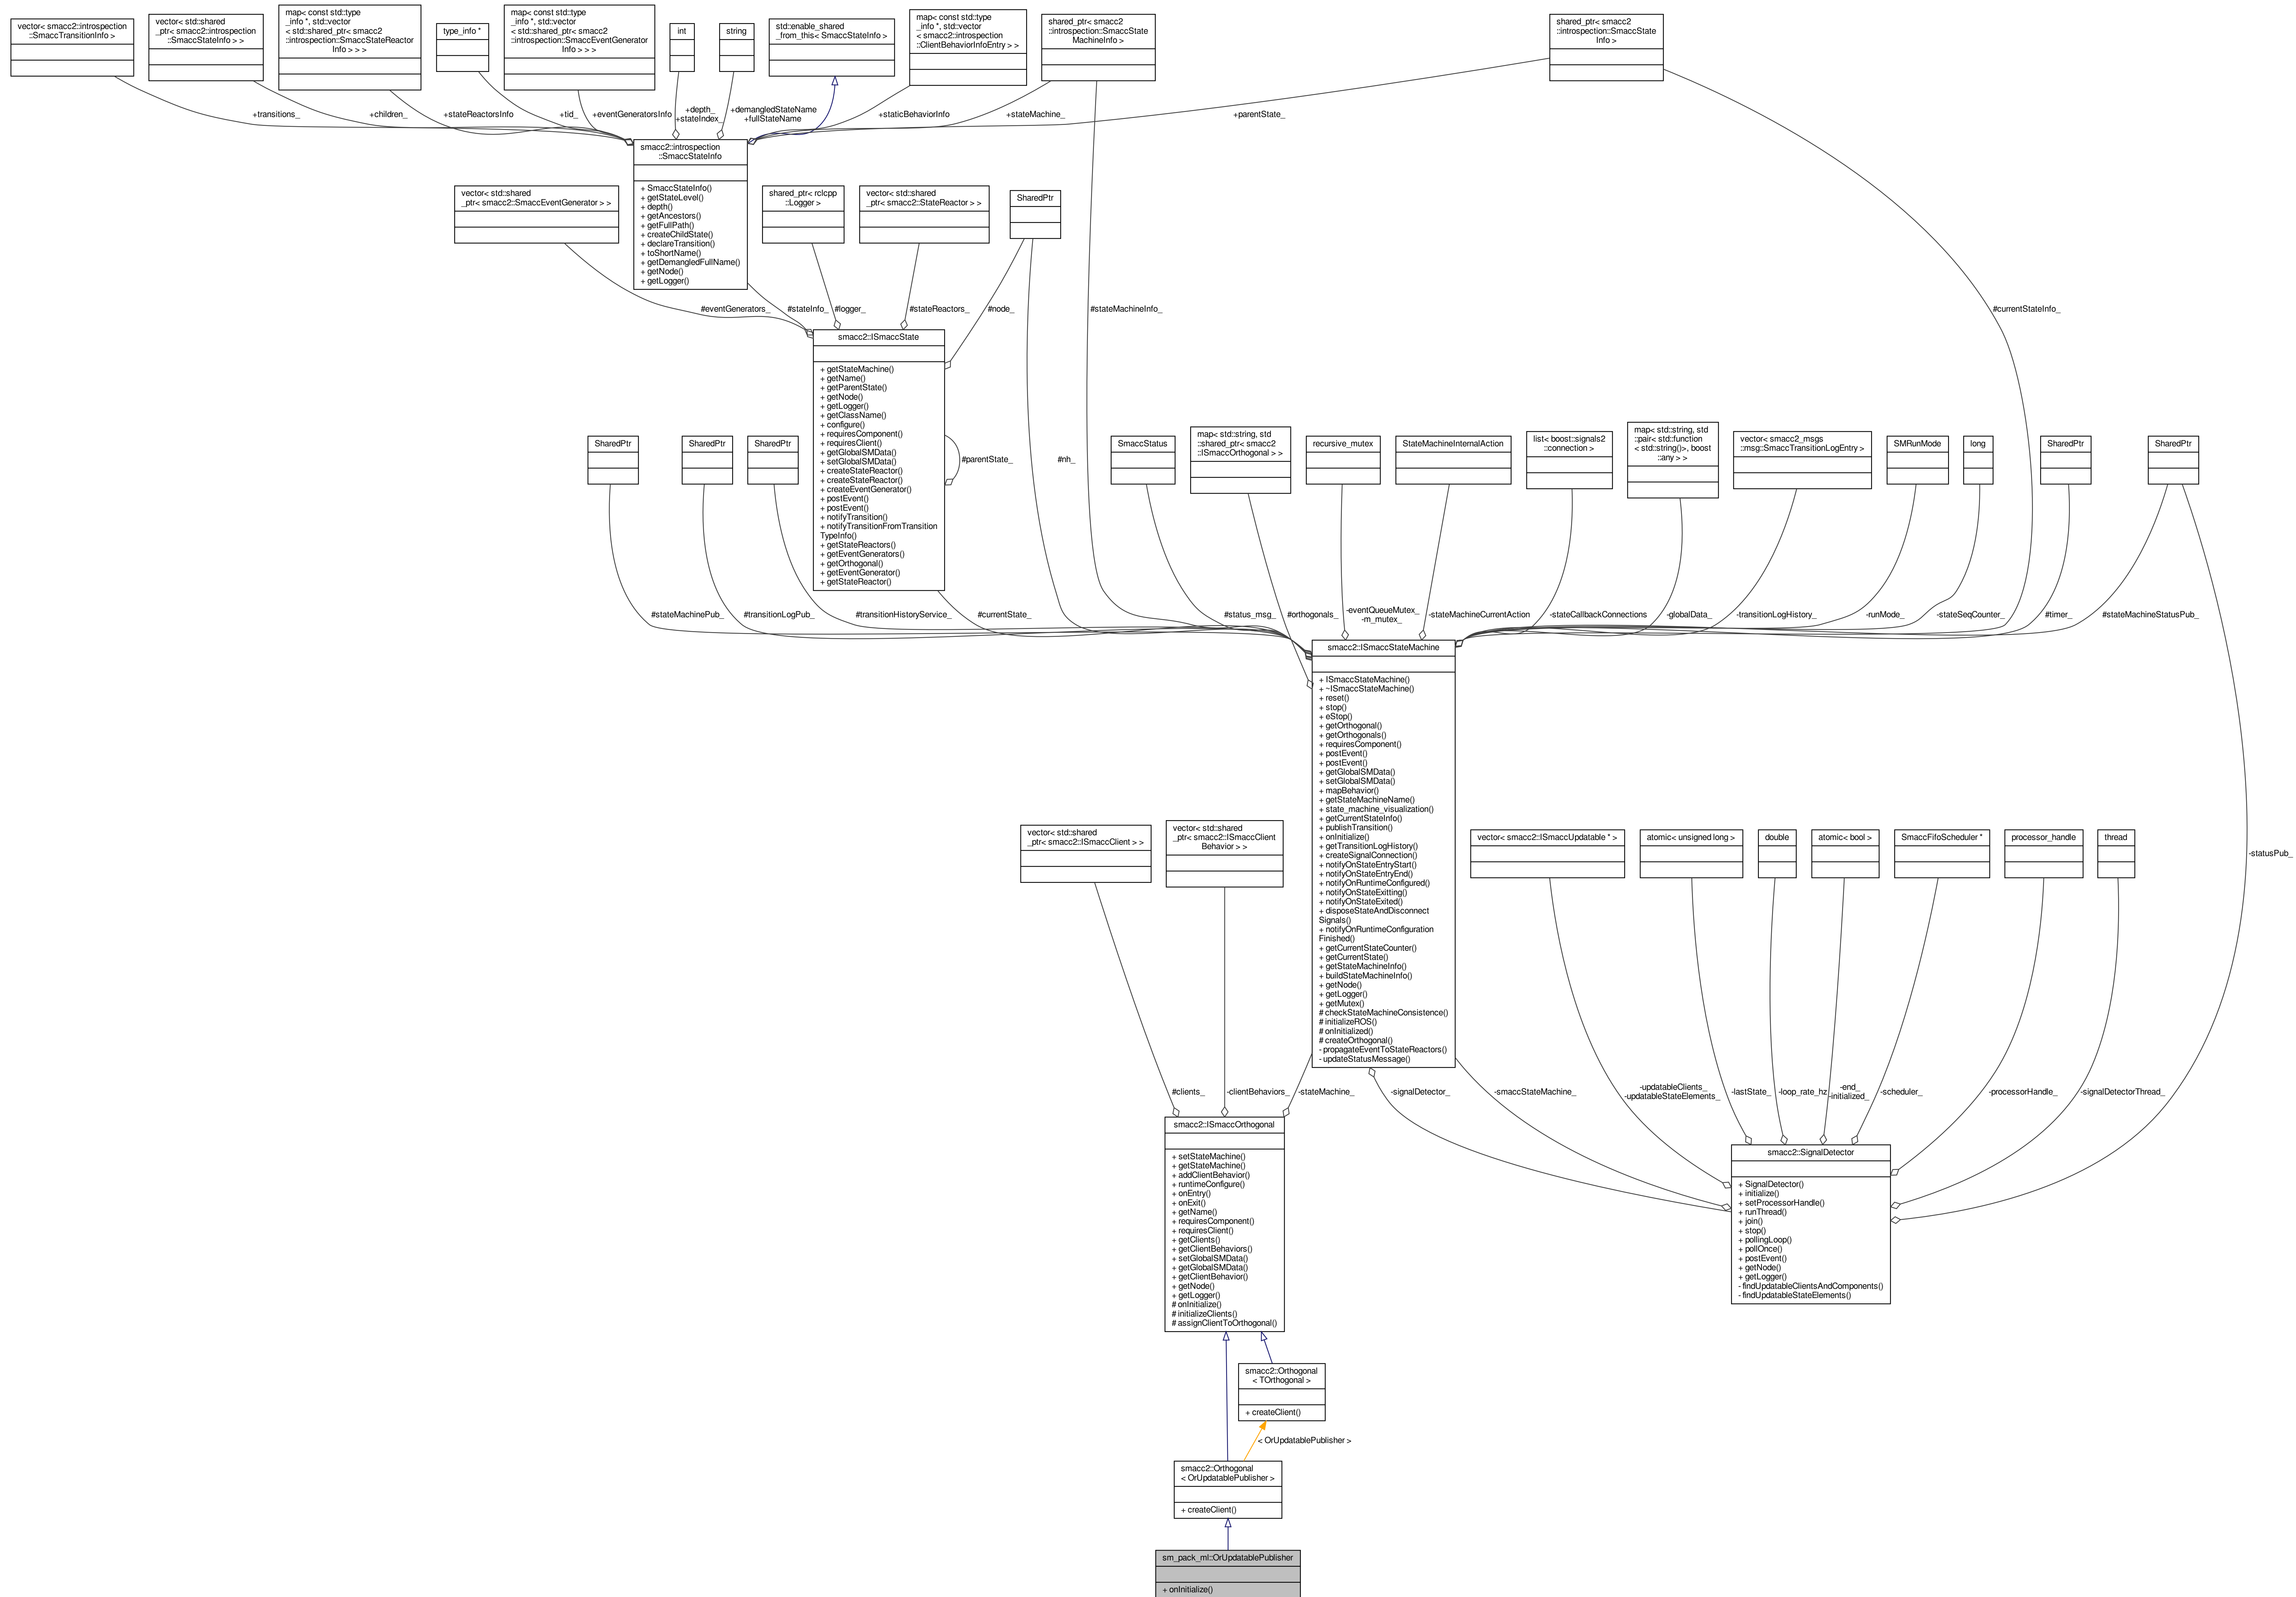 vector< smacc2::introspection
::SmaccTransitionInfo >
vector< std::shared
_ptr< smacc2::introspection
::SmaccStateInfo > >
map< const std::type
_info *, std::vector
< std::shared_ptr< smacc2
::introspection::SmaccStateReactor
Info > > >
type_info *
map< const std::type
_info *, std::vector
< std::shared_ptr< smacc2
::introspection::SmaccEventGenerator
Info > > >
int
string
std::enable_shared
_from_this< SmaccStateInfo >
map< const std::type
_info *, std::vector
< smacc2::introspection
::ClientBehaviorInfoEntry > >
shared_ptr< smacc2
::introspection::SmaccState
MachineInfo >
shared_ptr< smacc2
::introspection::SmaccState
Info >
+transitions_
+children_
+stateReactorsInfo
+tid_
+eventGeneratorsInfo
+depth_
+stateIndex_
+demangledStateName
+fullStateName
+staticBehaviorInfo
+stateMachine_
+parentState_
smacc2::introspection
::SmaccStateInfo
+ SmaccStateInfo()
+ getStateLevel()
+ depth()
+ getAncestors()
+ getFullPath()
+ createChildState()
+ declareTransition()
+ toShortName()
+ getDemangledFullName()
+ getNode()
+ getLogger()
vector< std::shared
_ptr< smacc2::SmaccEventGenerator > >
shared_ptr< rclcpp
::Logger >
vector< std::shared
_ptr< smacc2::StateReactor > >
SharedPtr
#eventGenerators_
#stateInfo_
#logger_
#stateReactors_
#node_
#stateMachineInfo_
#currentStateInfo_
smacc2::ISmaccState
+ getStateMachine()
+ getName()
+ getParentState()
+ getNode()
+ getLogger()
+ getClassName()
+ configure()
+ requiresComponent()
+ requiresClient()
+ getGlobalSMData()
+ setGlobalSMData()
+ createStateReactor()
+ createStateReactor()
+ createEventGenerator()
+ postEvent()
+ postEvent()
+ notifyTransition()
+ notifyTransitionFromTransition
TypeInfo()
+ getStateReactors()
+ getEventGenerators()
+ getOrthogonal()
+ getEventGenerator()
+ getStateReactor()
#parentState_
#nh_
SharedPtr
SharedPtr
SharedPtr
SmaccStatus
map< std::string, std
::shared_ptr< smacc2
::ISmaccOrthogonal > >
recursive_mutex
StateMachineInternalAction
list< boost::signals2
::connection >
map< std::string, std
::pair< std::function
< std::string()>, boost
::any > >
vector< smacc2_msgs
::msg::SmaccTransitionLogEntry >
SMRunMode
long
SharedPtr
SharedPtr
#stateMachinePub_
#transitionLogPub_
#transitionHistoryService_
#currentState_
#status_msg_
#orthogonals_
-eventQueueMutex_
-m_mutex_
-stateMachineCurrentAction
-stateCallbackConnections
-globalData_
-transitionLogHistory_
-runMode_
-stateSeqCounter_
#timer_
#stateMachineStatusPub_
smacc2::ISmaccStateMachine
+ ISmaccStateMachine()
+ ~ISmaccStateMachine()
+ reset()
+ stop()
+ eStop()
+ getOrthogonal()
+ getOrthogonals()
+ requiresComponent()
+ postEvent()
+ postEvent()
+ getGlobalSMData()
+ setGlobalSMData()
+ mapBehavior()
+ getStateMachineName()
+ state_machine_visualization()
+ getCurrentStateInfo()
+ publishTransition()
+ onInitialize()
+ getTransitionLogHistory()
+ createSignalConnection()
+ notifyOnStateEntryStart()
+ notifyOnStateEntryEnd()
+ notifyOnRuntimeConfigured()
+ notifyOnStateExitting()
+ notifyOnStateExited()
+ disposeStateAndDisconnect
Signals()
+ notifyOnRuntimeConfiguration
Finished()
+ getCurrentStateCounter()
+ getCurrentState()
+ getStateMachineInfo()
+ buildStateMachineInfo()
+ getNode()
+ getLogger()
+ getMutex()
# checkStateMachineConsistence()
# initializeROS()
# onInitialized()
# createOrthogonal()
- propagateEventToStateReactors()
- updateStatusMessage()
vector< std::shared
_ptr< smacc2::ISmaccClient > >
vector< std::shared
_ptr< smacc2::ISmaccClient
Behavior > >
vector< smacc2::ISmaccUpdatable * >
atomic< unsigned long >
double
atomic< bool >
SmaccFifoScheduler *
processor_handle
thread
-statusPub_
#clients_
-clientBehaviors_
-stateMachine_
-signalDetector_
-smaccStateMachine_
-updatableClients_
-updatableStateElements_
-lastState_
-loop_rate_hz
-end_
-initialized_
-scheduler_
-processorHandle_
-signalDetectorThread_
smacc2::ISmaccOrthogonal
+ setStateMachine()
+ getStateMachine()
+ addClientBehavior()
+ runtimeConfigure()
+ onEntry()
+ onExit()
+ getName()
+ requiresComponent()
+ requiresClient()
+ getClients()
+ getClientBehaviors()
+ setGlobalSMData()
+ getGlobalSMData()
+ getClientBehavior()
+ getNode()
+ getLogger()
# onInitialize()
# initializeClients()
# assignClientToOrthogonal()
smacc2::SignalDetector
+ SignalDetector()
+ initialize()
+ setProcessorHandle()
+ runThread()
+ join()
+ stop()
+ pollingLoop()
+ pollOnce()
+ postEvent()
+ getNode()
+ getLogger()
- findUpdatableClientsAndComponents()
- findUpdatableStateElements()
smacc2::Orthogonal
< TOrthogonal >
+ createClient()
< OrUpdatablePublisher >
smacc2::Orthogonal
< OrUpdatablePublisher >
+ createClient()
sm_pack_ml::OrUpdatablePublisher
+ onInitialize()